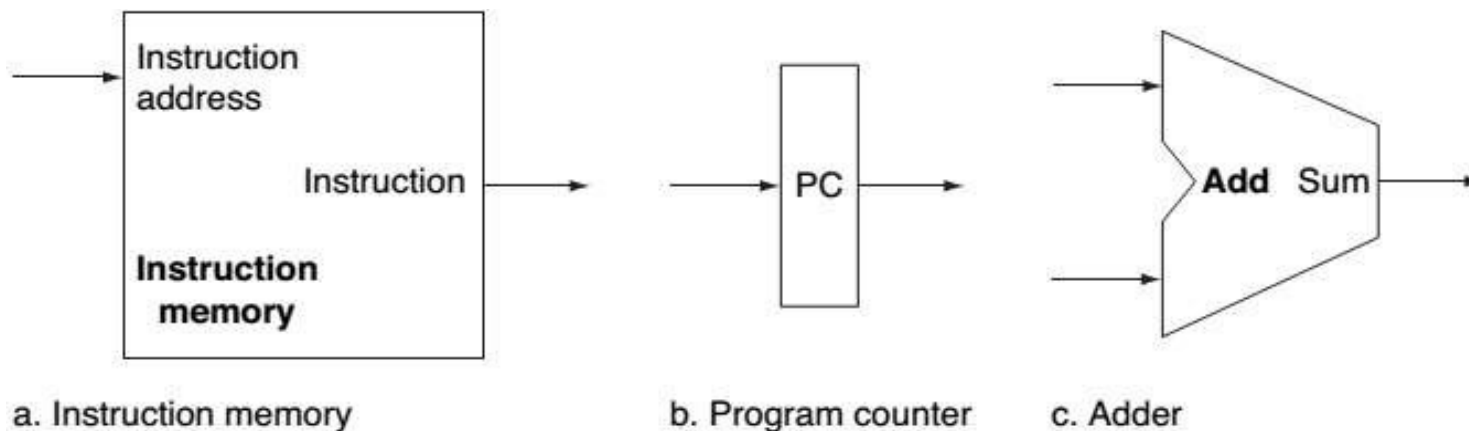 Instruction
address
Instruction
Instruction
memory
PC
Add Sum
a. Instruction memory
b. Program counter
c. Adder